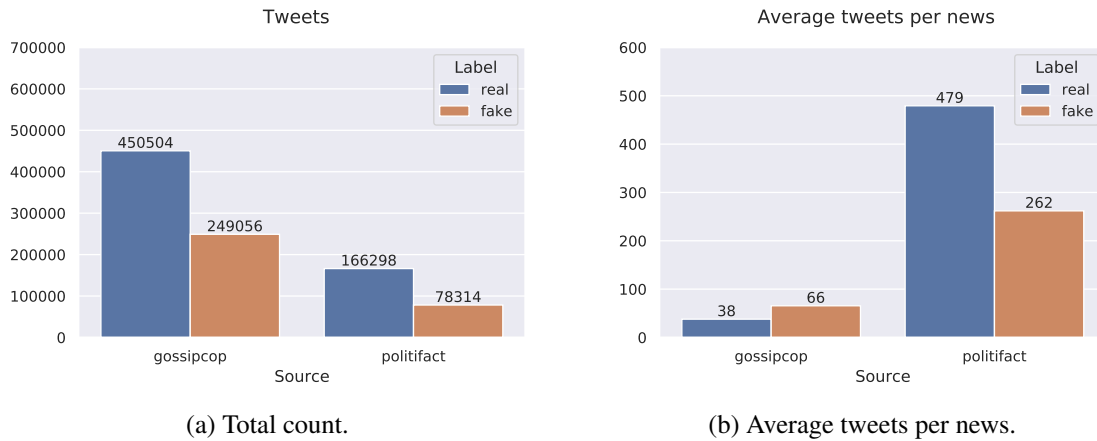 Tweets
700000
600000
500000
400000
300000
200000
100000
0
Label
real
fake
450504
249056
166298
78314
gossipcop
politifact
Source
(a) Total count.
Average tweets per news
600
500
400
300
200
100
0
Label
real
fake
38
66
479
262
gossipcop
politifact
Source
(b) Average tweets per news.